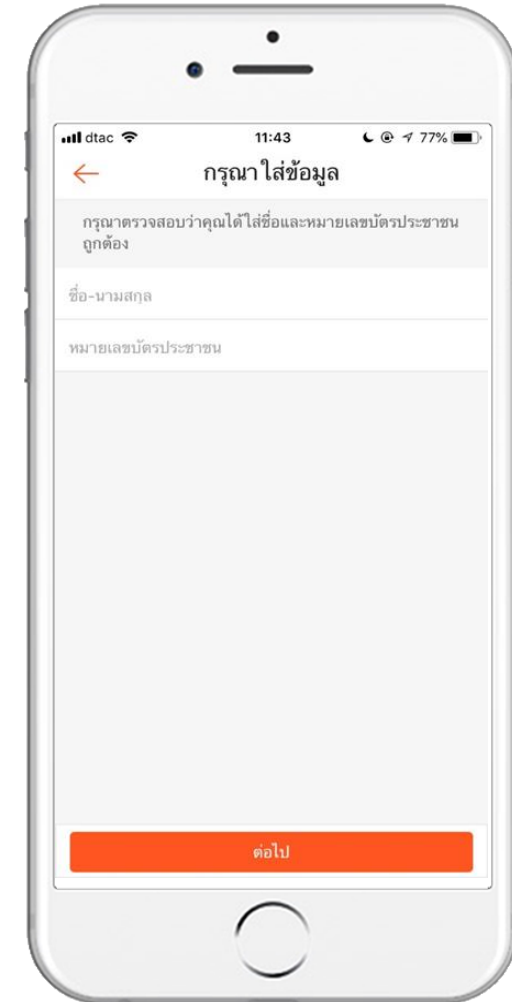 dtac 11:43 77%
กรุณาใส่ข้อมูล
กรุณาตรวจสอบว่าคุณได้ใส่ชื่อและหมายเลขบัตรประชาชน
ถูกต้อง
ชื่อ-นามสกุล
หมายเลขบัตรประชาชน
ต่อไป